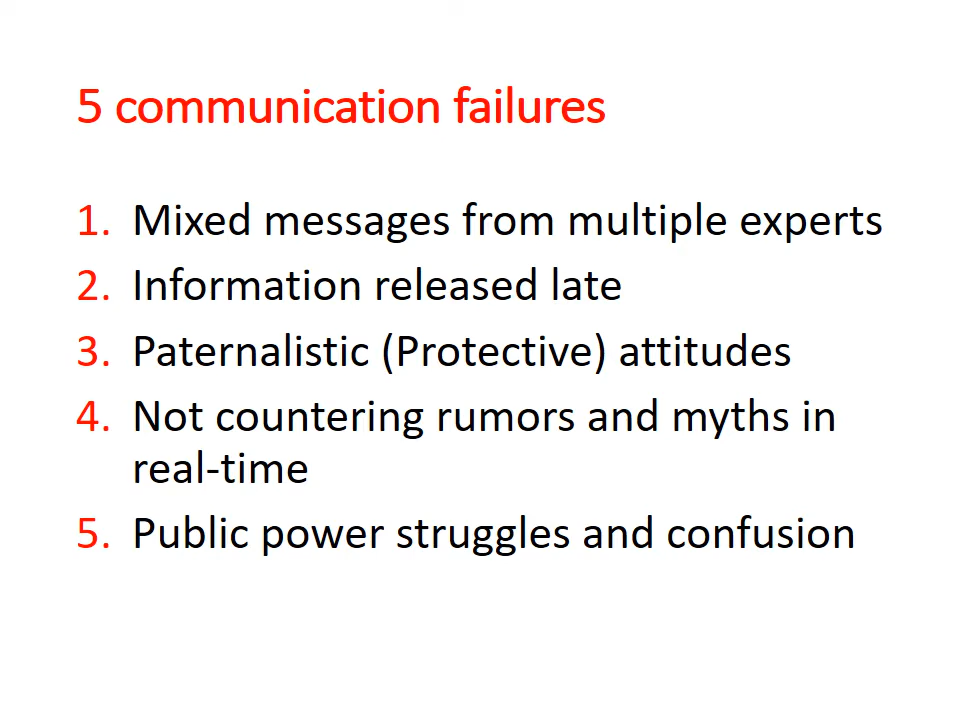 5 communication failures
1. Mixed messages from multiple experts
2. Information released late
3. Paternalistic (Protective) attitudes
4. Not countering rumors and myths in
real-time
5. Public power struggles and confusion